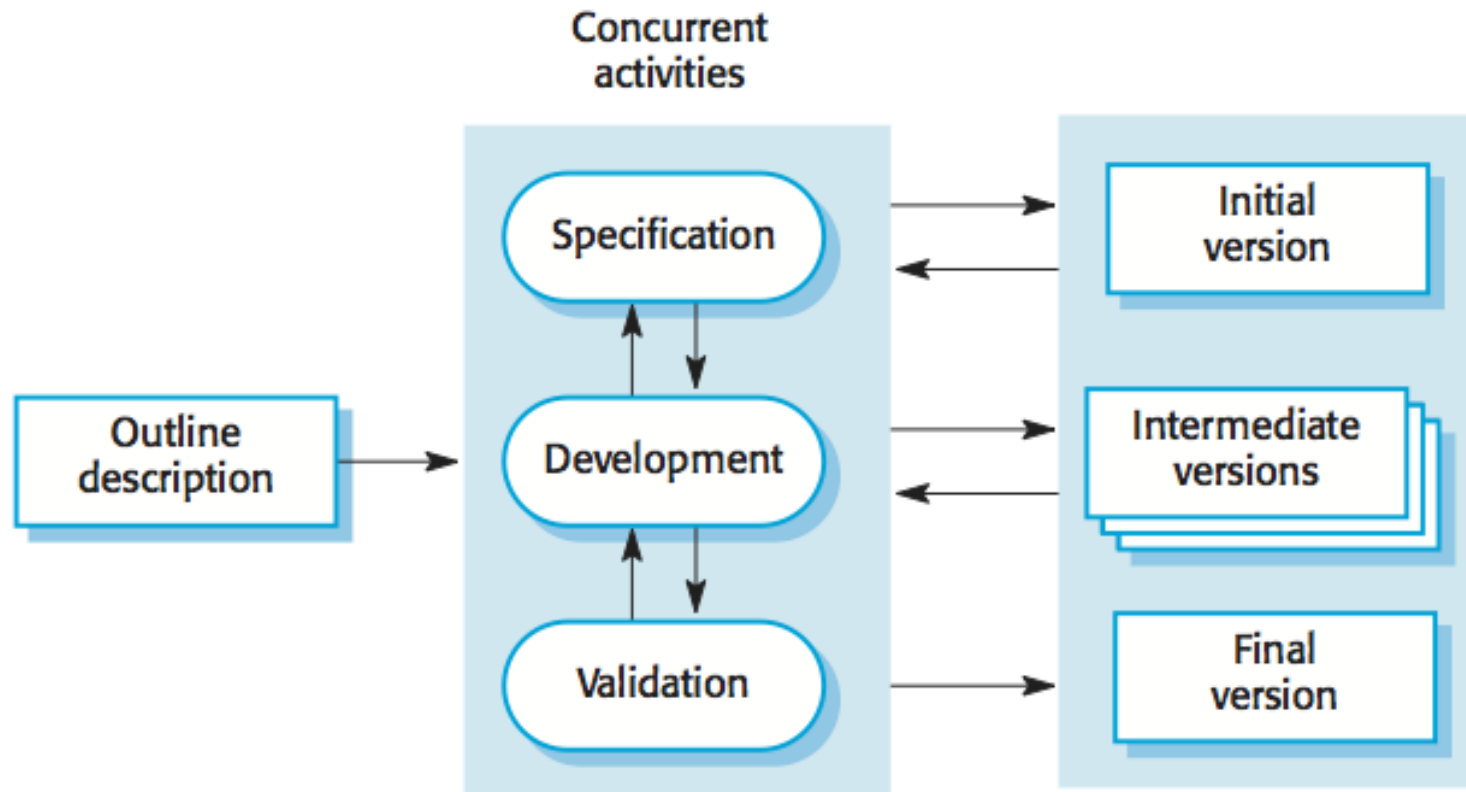 Concurrent
activities
Outline
description
Specification
Development
Validation
Initial
version
Intermediate
versions
Final
version